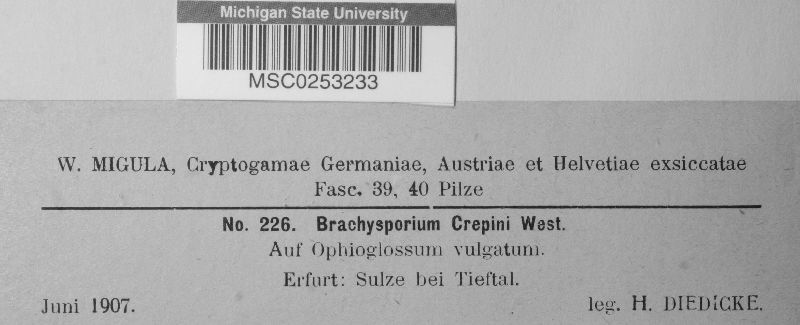 Michigan State University
MSC0253233
W. MIGULA, Cryptogamae Germaniae, Austriae et Helvetiae exsiccatae
Fasc. 39, 40 Pilze
No. 226. Brachysporium Crepini West.
Auf Ophioglossum vulgatum.
Erfurt: Sulze bei Tieftal.
Juni 1907. leg. H. DIEDICKE.